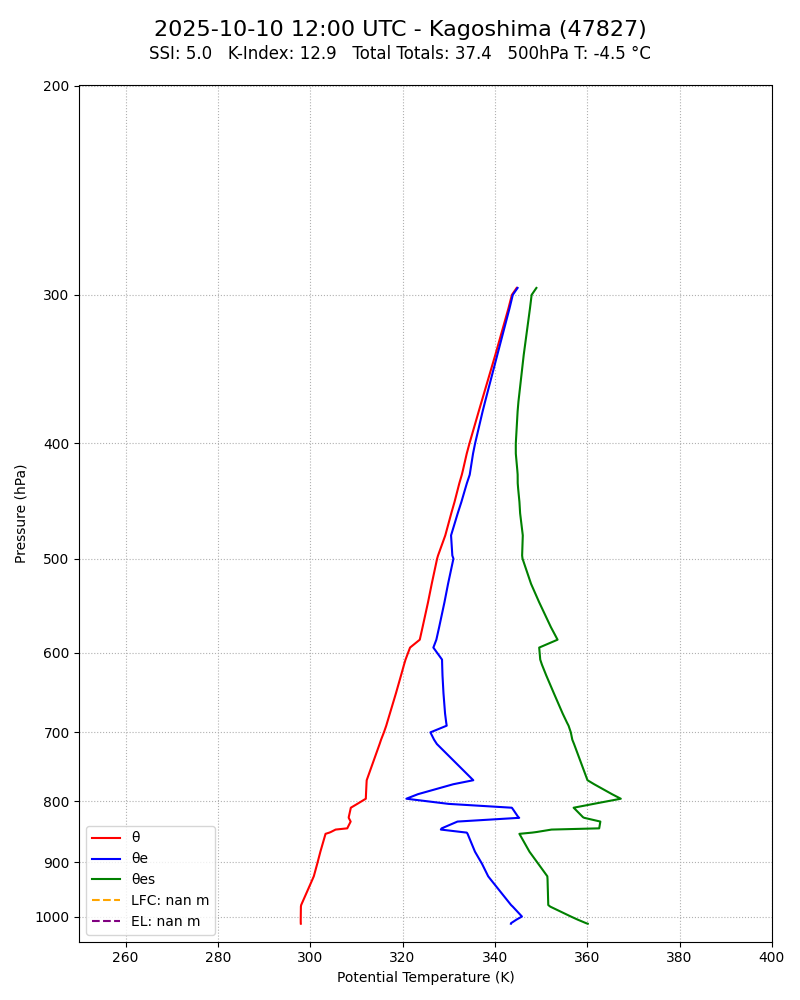 2025-10-10 12:00 UTC - Kagoshima (47827)
SSI: 5.0   K-Index: 12.9   Total Totals: 37.4   500hPa T: -4.5 °C
200
300
400
500
600
700
800
900
1000
Pressure (hPa)
θ
θe
θes
LFC: nan m
EL: nan m
260 280 300 320 340 360 380 400
Potential Temperature (K)